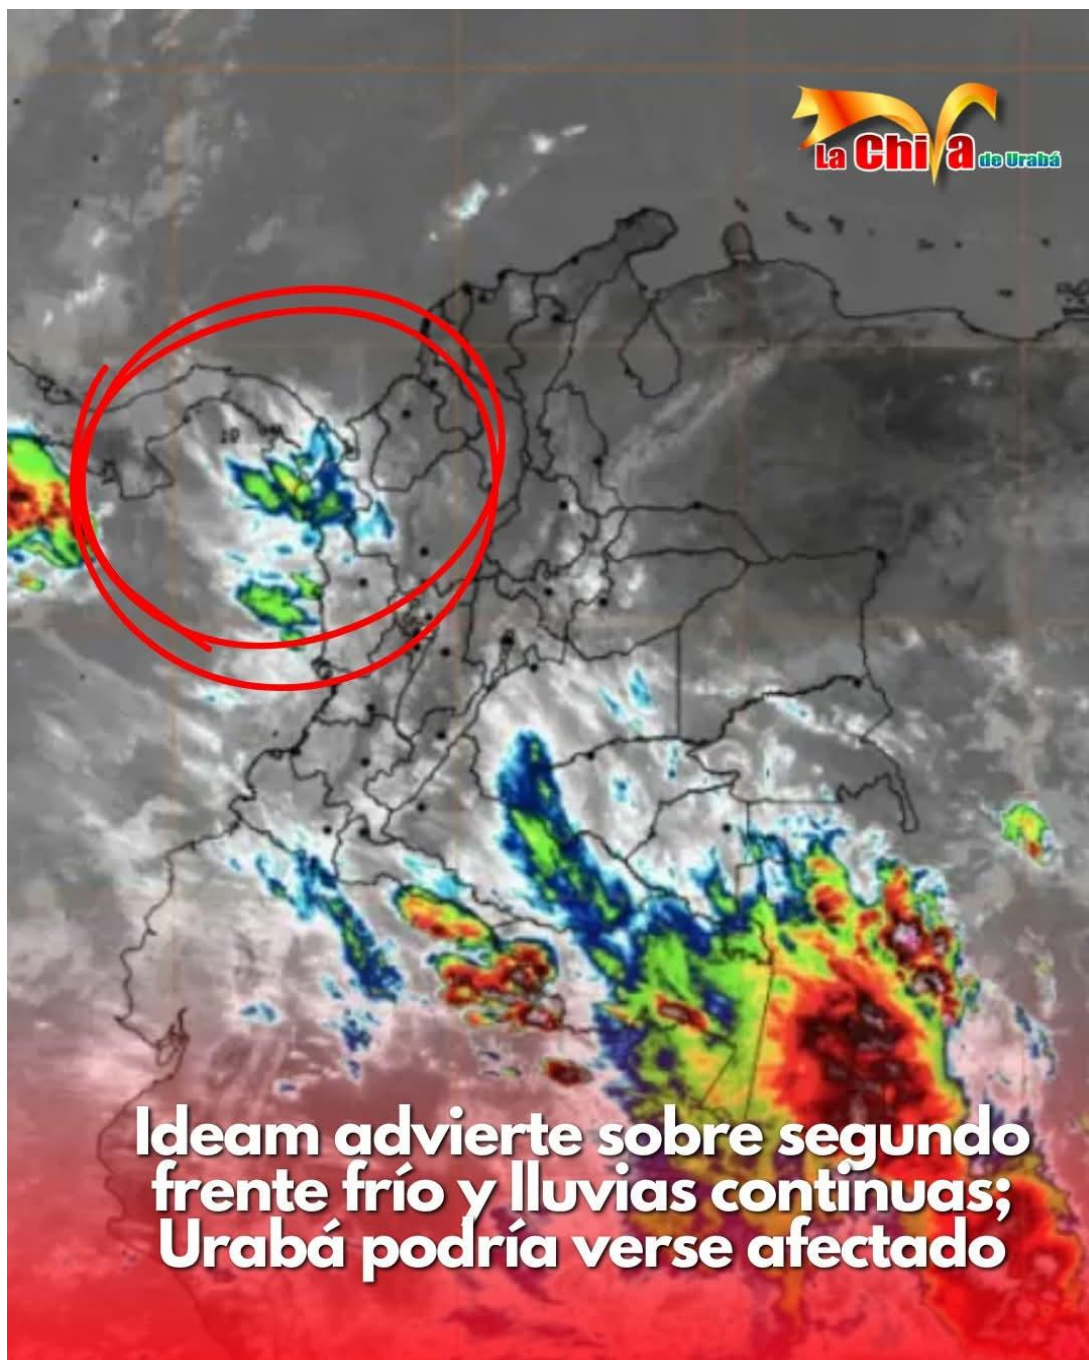 La Chiva de Urabá
Ideam advierte sobre segundo
frente frío y lluvias continuas;
Urabá podría verse afectado